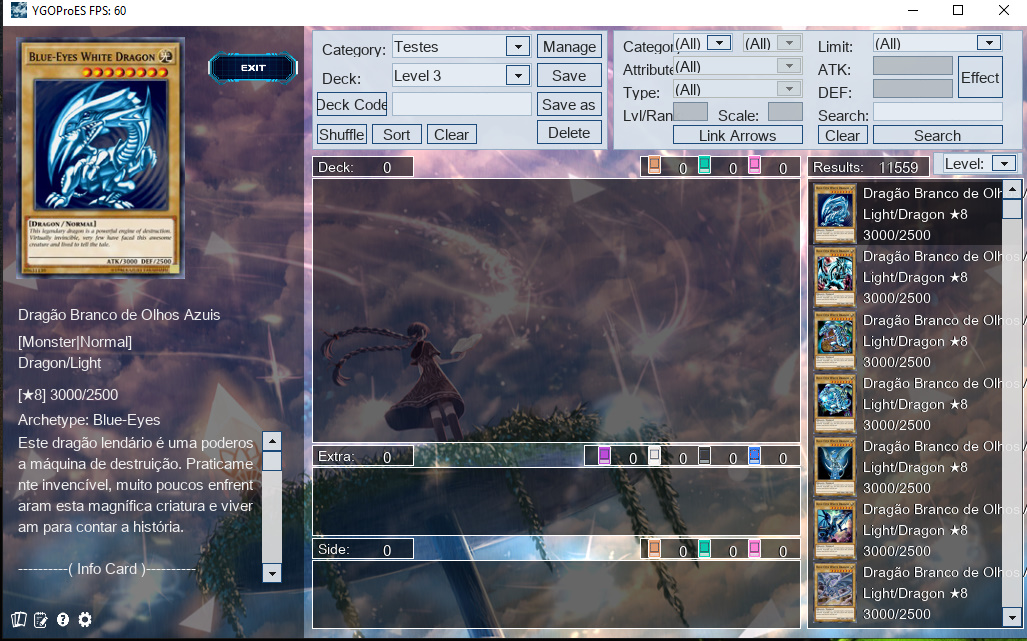 YGOProES FPS: 60
BLUE-EYES WHITE DRAGON
[DRAGON / NORMAL]
This legendary dragon is a powerful engine of destruction.
Virtually invincible, very few have faced this awesome
creature and lived to tell the tale.
ATK/3000 DEF/2500
EXIT
Dragão Branco de Olhos Azuis
[Monster|Normal]
Dragon/Light
[★8] 3000/2500
Archetype: Blue-Eyes
Este dragão lendário é uma poderos
a máquina de destruição. Praticame
nte invencível, muito poucos enfrent
aram esta magnífica criatura e viver
am para contar a história.
----------( Info Card )----------
Category: Testes Manage
Deck: Level 3 Save
Deck Code Save as
Shuffle Sort Clear Delete
Categor (All) (All) Limit: (All)
Attribute (All) ATK:
Type: (All) DEF: Effect
Lvl/Ran Scale: Search:
Link Arrows Clear Search
Deck: 0 0 0 0
Extra: 0 0 0 0 0
Side: 0 0 0 0
Results: 11559 Level:
Dragão Branco de Olhos A
Light/Dragon ★8
3000/2500
Dragão Branco de Olhos
Light/Dragon ★8
3000/2500
Dragão Branco de Olhos
Light/Dragon ★8
3000/2500
Dragão Branco de Olhos
Light/Dragon ★8
3000/2500
Dragão Branco de Olhos
Light/Dragon ★8
3000/2500
Dragão Branco de Olhos
Light/Dragon ★8
3000/2500
Dragão Branco de Olhos
Light/Dragon ★8
3000/2500